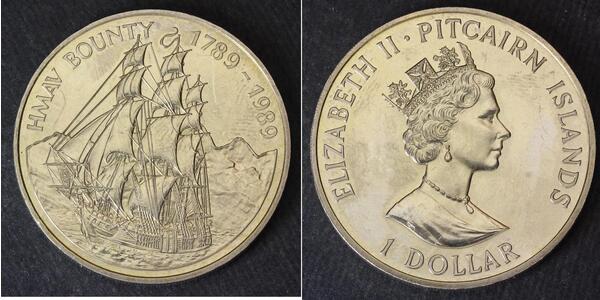 HMAV BOUNTY 1789-1989
ELIZABETH II · PITCAIRN ISLANDS
1 DOLLAR